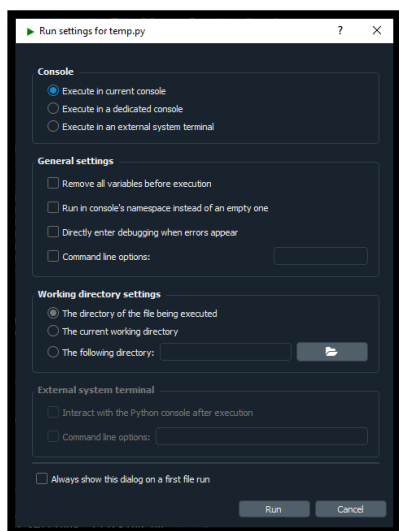 Run settings for temp.py
Console
Execute in current console
Execute in a dedicated console
Execute in an external system terminal
General settings
Remove all variables before execution
Run in console's namespace instead of an empty one
Directly enter debugging when errors appear
Command line options:
Working directory settings
The directory of the file being executed
The current working directory
The following directory:
External system terminal
Interact with the Python console after execution
Command line options:
Always show this dialog on a first file run
Run Cancel